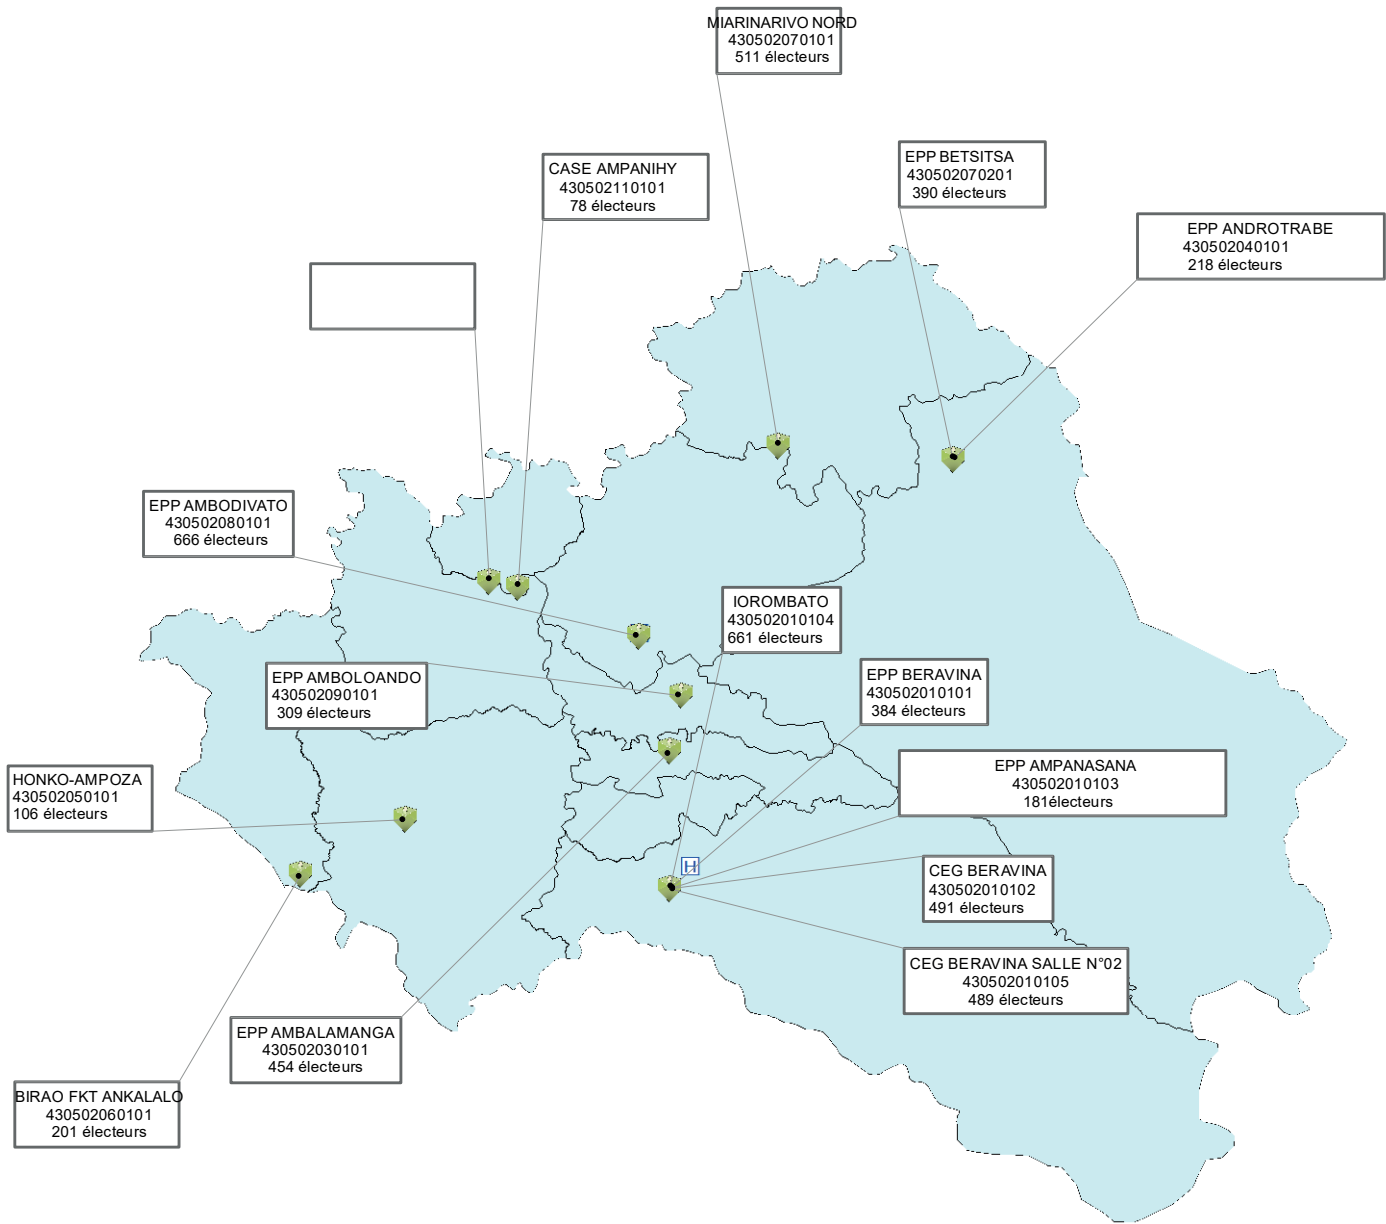 MIARINARIVO NORD
430502070101
511 électeurs
EPP BETSITSA
430502070201
390 électeurs
CASE AMPANIHY
430502110101
78 électeurs
EPP ANDROTRABE
430502040101
218 électeurs
EPP AMBODIVATO
430502080101
666 électeurs
IOROMBATO
430502010104
661 électeurs
EPP AMBOLOANDO
430502090101
309 électeurs
EPP BERAVINA
430502010101
384 électeurs
HONKO-AMPOZA
430502050101
106 électeurs
EPP AMPANASANA
430502010103
181électeurs
H
CEG BERAVINA
430502010102
491 électeurs
CEG BERAVINA SALLE N°02
430502010105
489 électeurs
EPP AMBALAMANGA
430502030101
454 électeurs
BIRAO FKT ANKALALO
430502060101
201 électeurs